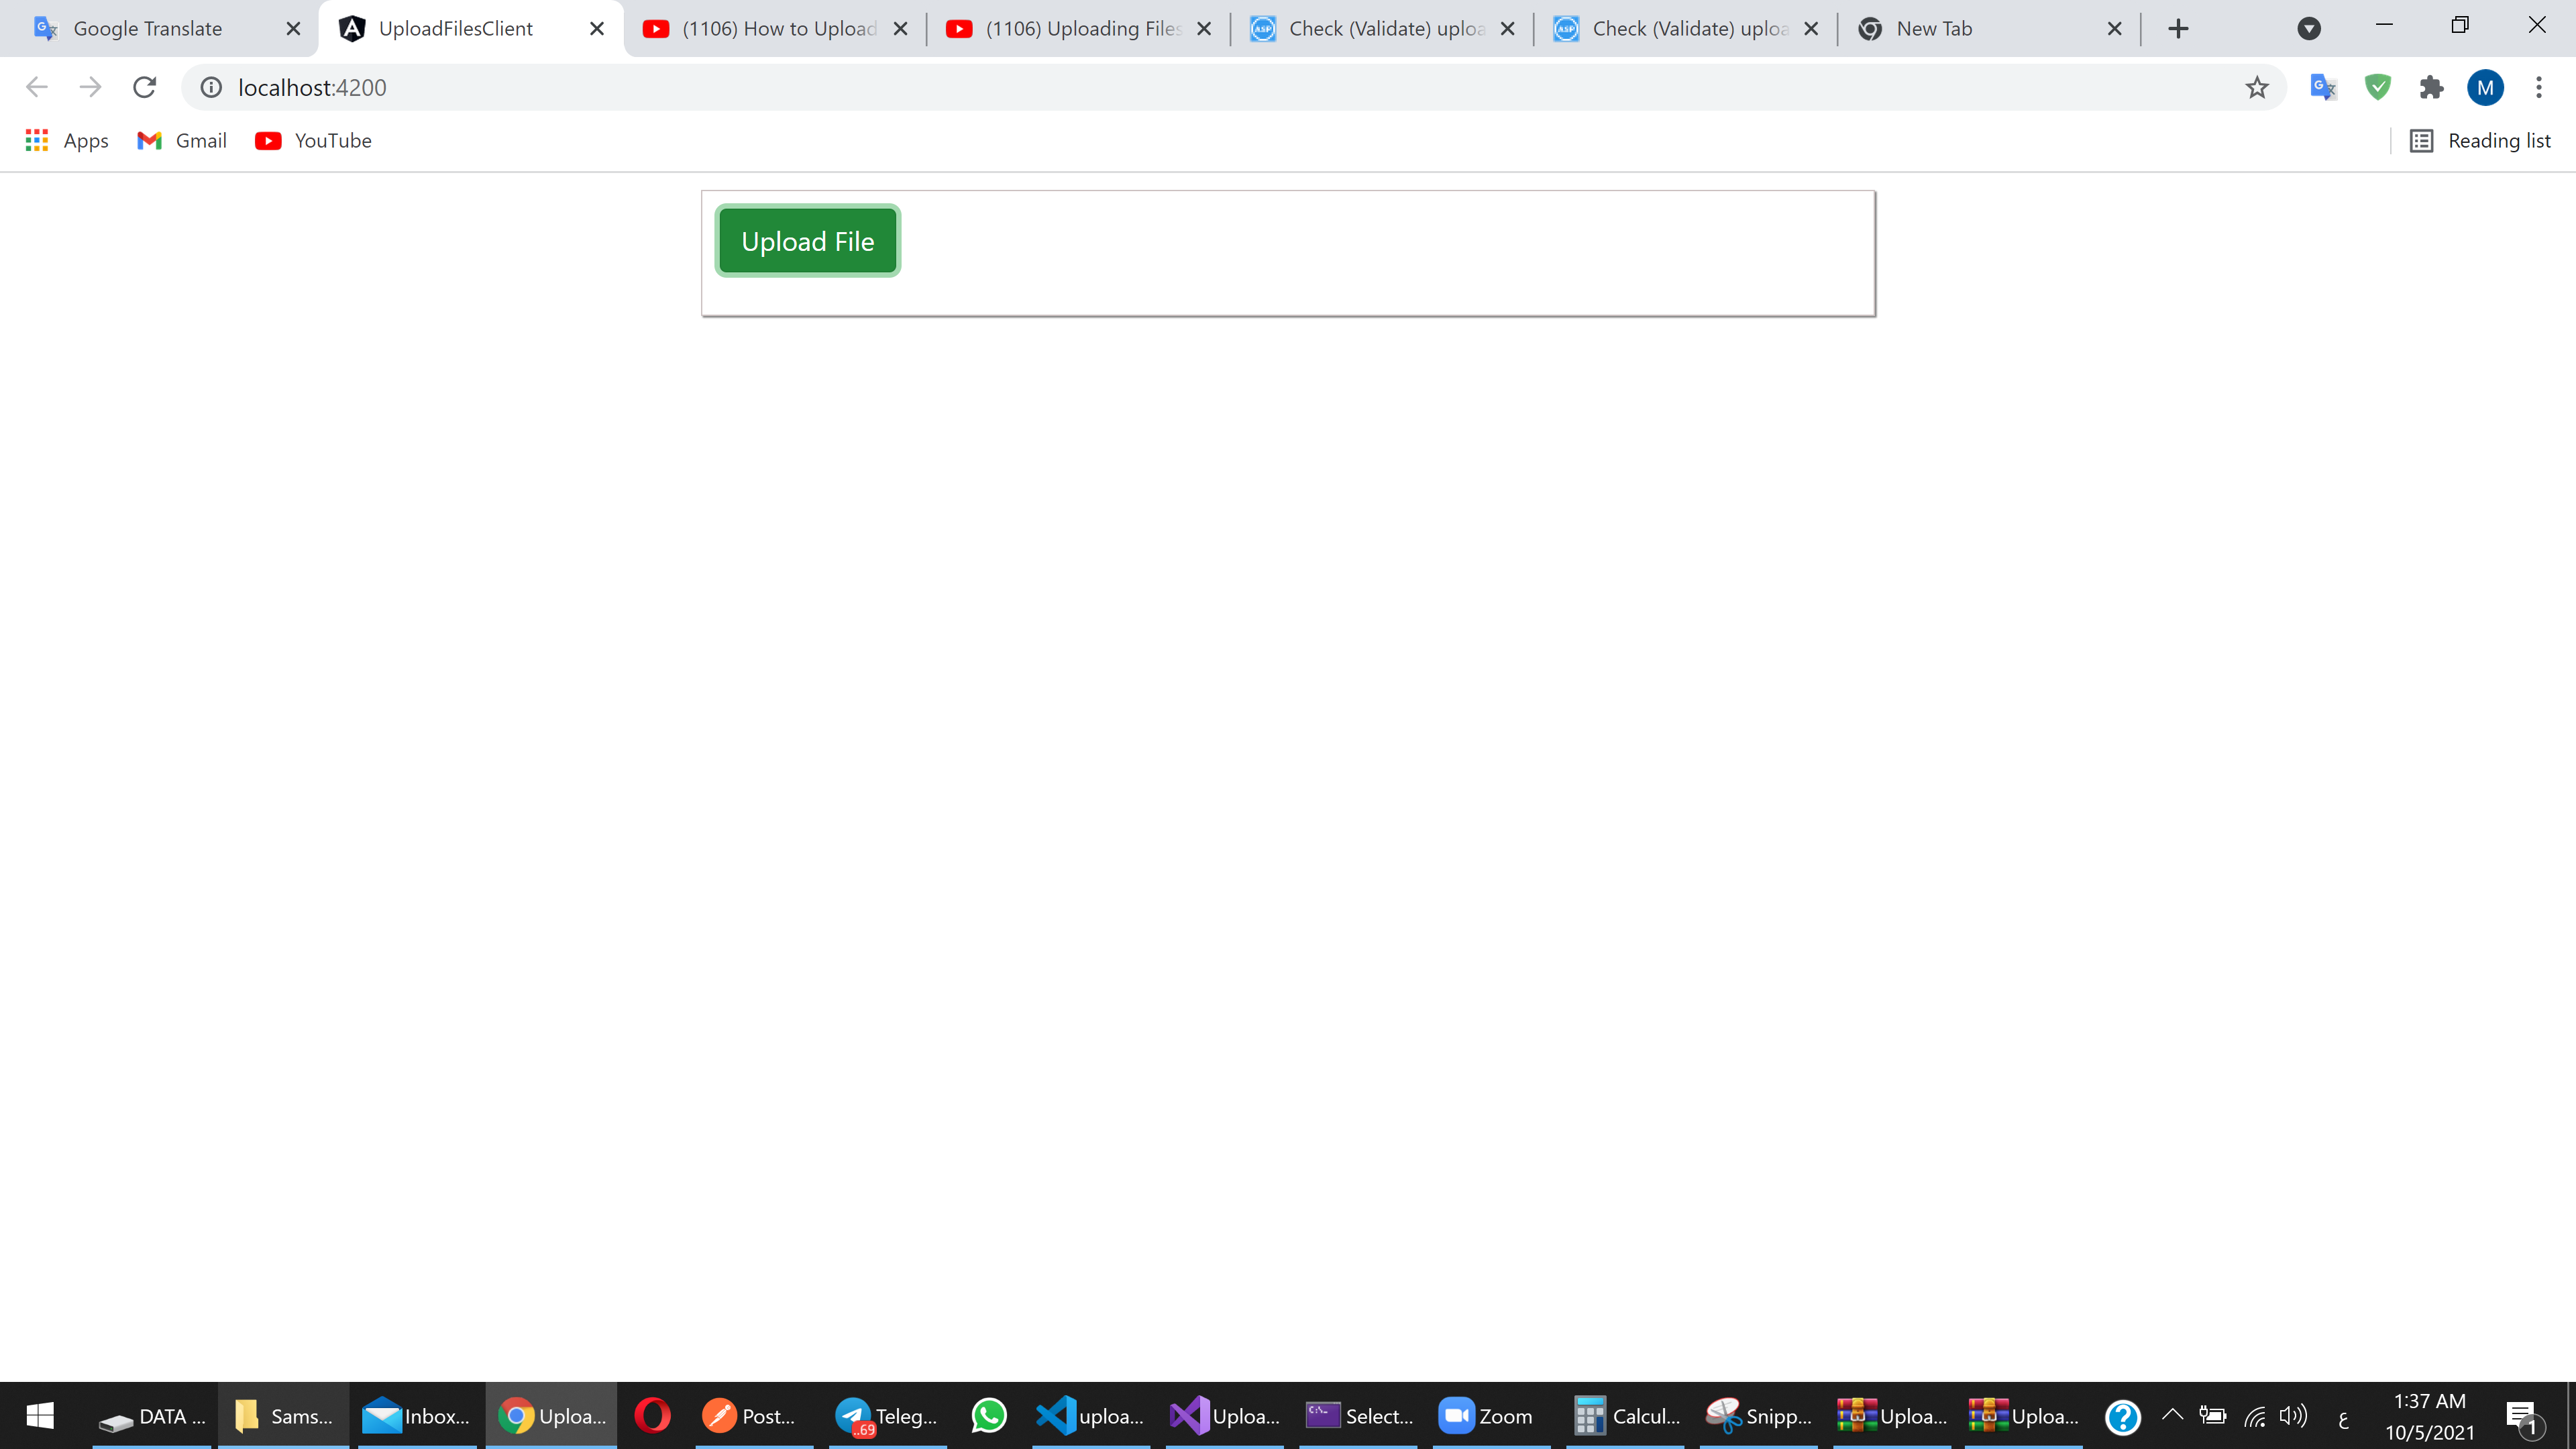 Google Translate
UploadFilesClient
(1106) How to Upload
(1106) Uploading Files
Check (Validate) uploa
Check (Validate) uploa
New Tab
localhost:4200
M
Apps
Gmail
YouTube
Reading list
Upload File
DATA ...
Sams...
Inbox...
Uploa...
Post...
..69
Teleg...
uploa...
Uploa...
Select...
Zoom
Calcul...
Snipp...
Uploa...
Uploa...
ع
1:37 AM
10/5/2021
1